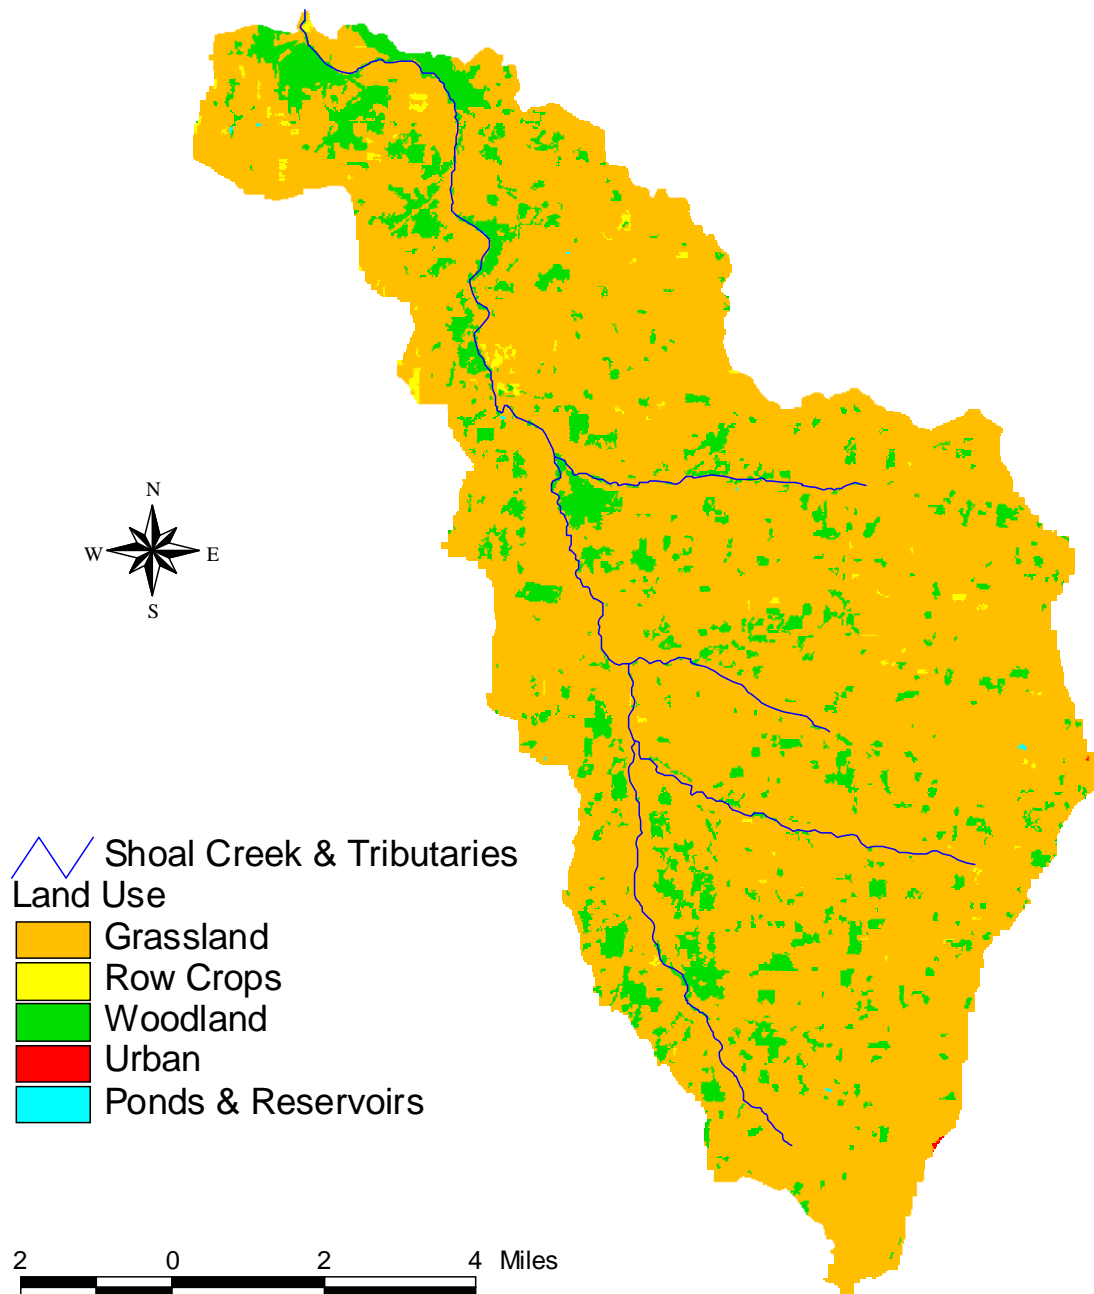 N
W E
S
Shoal Creek & Tributaries
Land Use
Grassland
Row Crops
Woodland
Urban
Ponds & Reservoirs
2 0 2 4 Miles